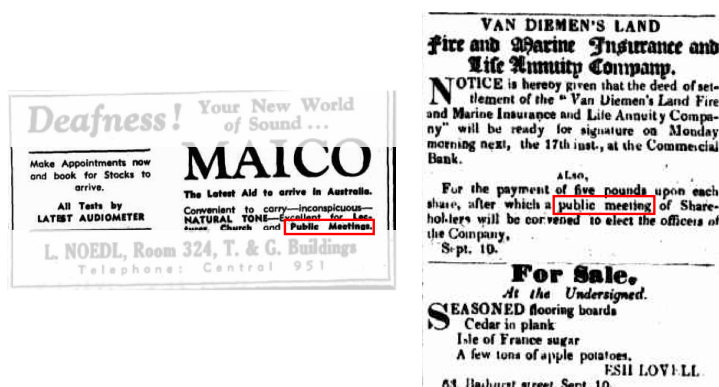 Deafness! Your New World
of Sound ...
MAICO
Make Appointments now
and book for Stocks to
arrive.
All Tests by
LATEST AUDIOMETER
The Latest Aid to arrive in Australia.
Convenient to carry—inconspicuous—
NATURAL TONE—Excellent for Lec-
tures, Church and Public Meetings.
L. NOEDL, Room 324, T. & G. Buildings
Telephone: Central 951
VAN DIEMEN'S LAND
Fire and Marine Insurance and
Life Annuity Company.
NOTICE is hereby given that the deed of set-
tlement of the "Van Diemen's Land Fire
and Marine Insurance and Life Annuity Compa-
ny" will be ready for signature on Monday
morning next, the 17th inst., at the Commercial
Bank.
ALSO,
For the payment of five pounds upon each
share, after which a public meeting of Share-
holders will be convened to elect the officers of
the Company,
Sept. 10.
For Sale,
At the Undersigned.
SEASONED flooring boards
Cedar in plank
Isle of France sugar
A few tons of apple potatoes.
ESH LOVELL
Bathurst street, Sept. 10.